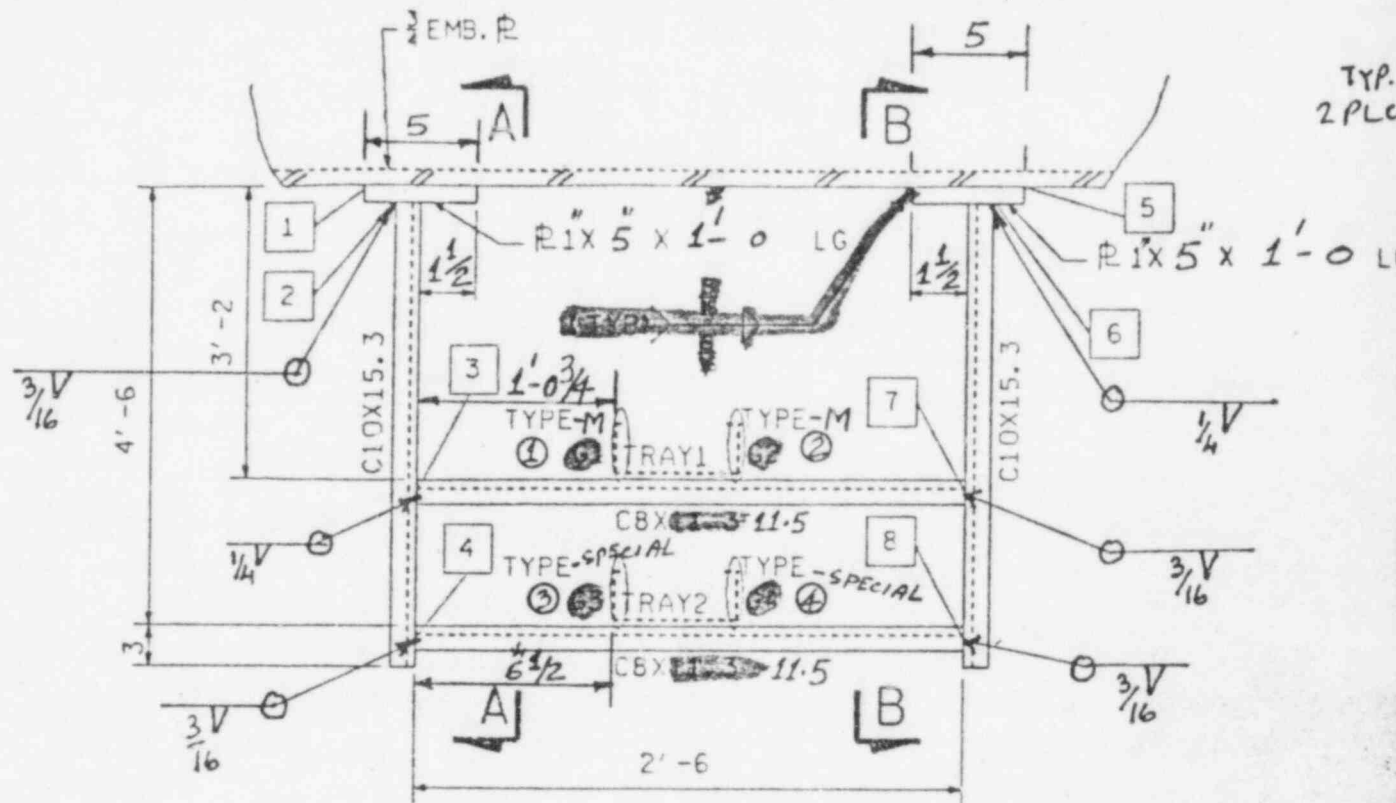 3/4 EMB. PL
5
5
TYP.
A
B
1
5
PL 1" X 5" X 1'-0 LG
PL 1" X 5" X 1'-0
1 1/2
1 1/2
2
6
3'-2
4'-6
C10X15.3
C10X15.3
(TYP)
3/16 V
1/4 V
3
1'-0 3/4
7
TYPE-M
TYPE-M
1
G1
TRAY1
G2
2
C8X 11.5
1/4 V
3/16 V
4
8
TYPE-SPECIAL
TYPE-SPECIAL
3
G3
TRAY2
4
3
6 1/2
C8X 11.5
3/16 V
3/16 V
A
B
2'-6